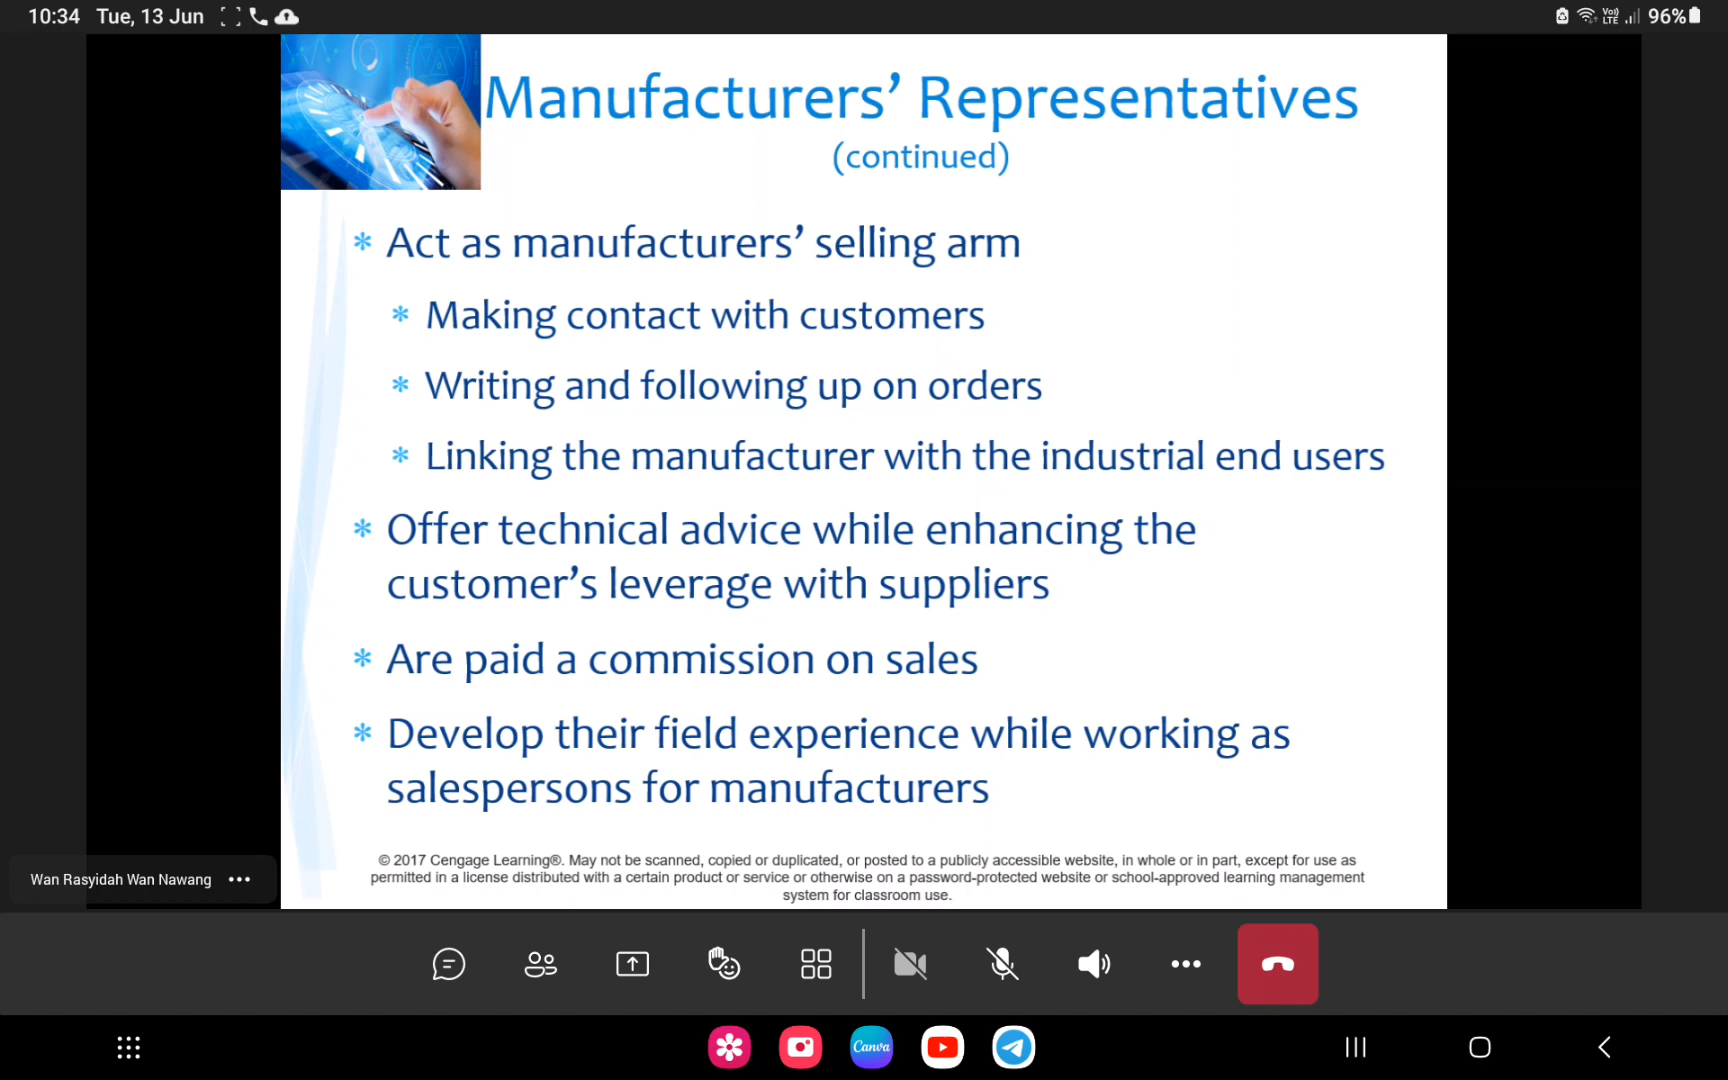 10:34 Tue, 13 Jun
Vo) LTE 96%
Manufacturers’ Representatives
(continued)
* Act as manufacturers’ selling arm
* Making contact with customers
* Writing and following up on orders
* Linking the manufacturer with the industrial end users
* Offer technical advice while enhancing the
customer’s leverage with suppliers
* Are paid a commission on sales
* Develop their field experience while working as
salespersons for manufacturers
© 2017 Cengage Learning®. May not be scanned, copied or duplicated, or posted to a publicly accessible website, in whole or in part, except for use as
permitted in a license distributed with a certain product or service or otherwise on a password-protected website or school-approved learning management
system for classroom use.
Wan Rasyidah Wan Nawang
Canva